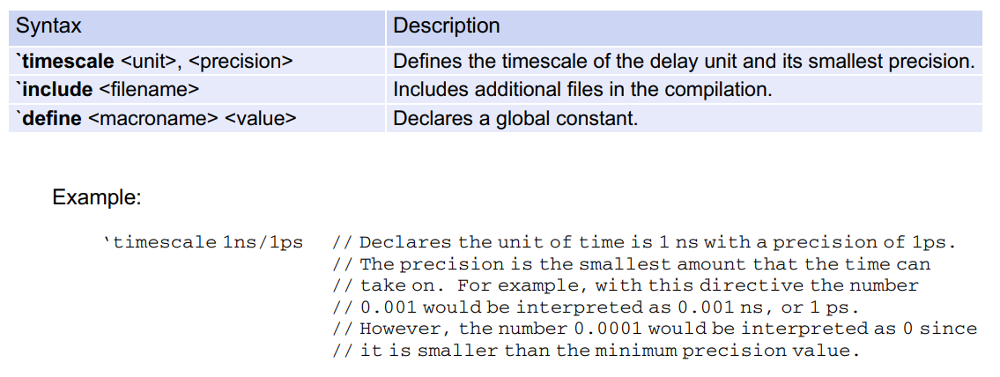 Syntax Description
`timescale <unit>, <precision> Defines the timescale of the delay unit and its smallest precision.
`include <filename> Includes additional files in the compilation.
`define <macroname> <value> Declares a global constant.
Example:
‘timescale 1ns/1ps // Declares the unit of time is 1 ns with a precision of 1ps.
// The precision is the smallest amount that the time can
// take on. For example, with this directive the number
// 0.001 would be interpreted as 0.001 ns, or 1 ps.
// However, the number 0.0001 would be interpreted as 0 since
// it is smaller than the minimum precision value.